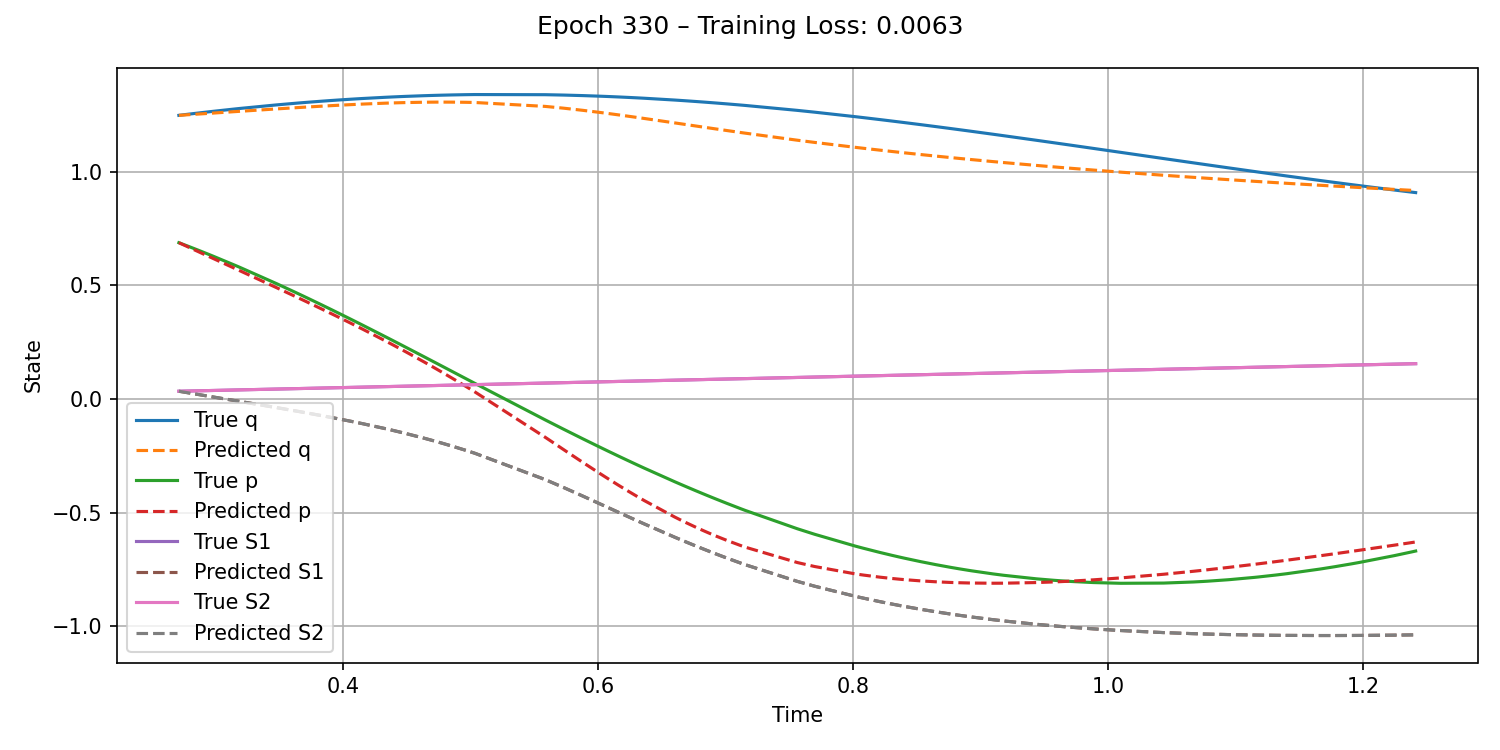 Epoch 330 – Training Loss: 0.0063
State
1.0
0.5
0.0
−0.5
−1.0
True q
Predicted q
True p
Predicted p
True S1
Predicted S1
True S2
Predicted S2
0.4 0.6 0.8 1.0 1.2
Time